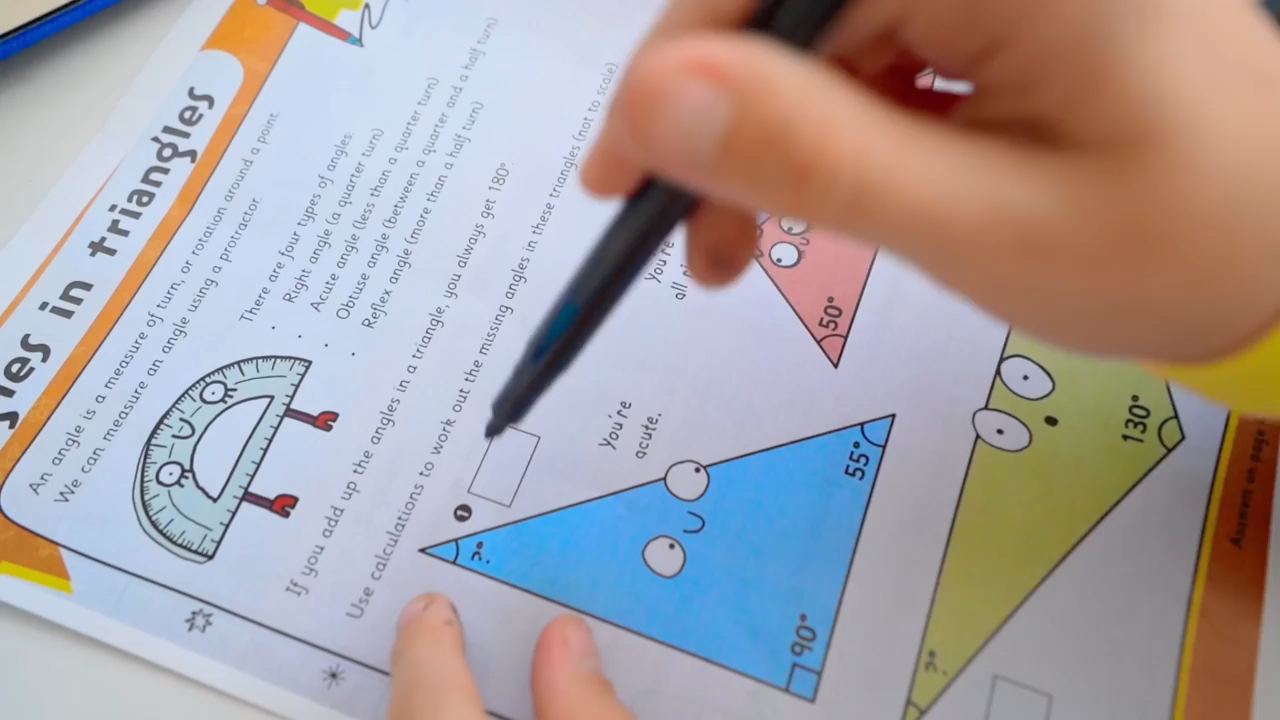 in triangles
An angle is a measure of turn, or rotation around a point.
We can measure an angle using a protractor.
There are four types of angles:
• Right angle (a quarter turn)
• Acute angle (less than a quarter turn)
Obtuse angle (between a quarter and a half turn)
• Reflex angle (more than a half turn)
If you add up the angles in a triangle, you always get 180°.
Use calculations to work out the missing angles in these triangles (not to scale)
1
?°
You're
acute.
55°
90°
You're
all
50°
130°
?°
Answers on page